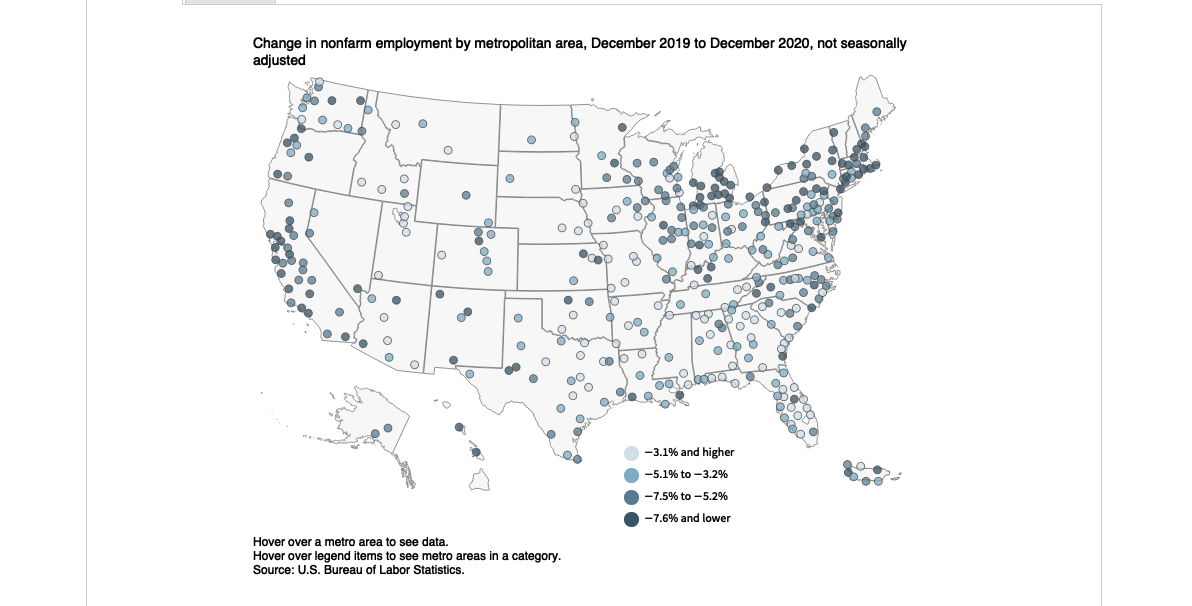 Change in nonfarm employment by metropolitan area, December 2019 to December 2020, not seasonally
adjusted
−3.1% and higher
−5.1% to −3.2%
−7.5% to −5.2%
−7.6% and lower
Hover over a metro area to see data.
Hover over legend items to see metro areas in a category.
Source: U.S. Bureau of Labor Statistics.